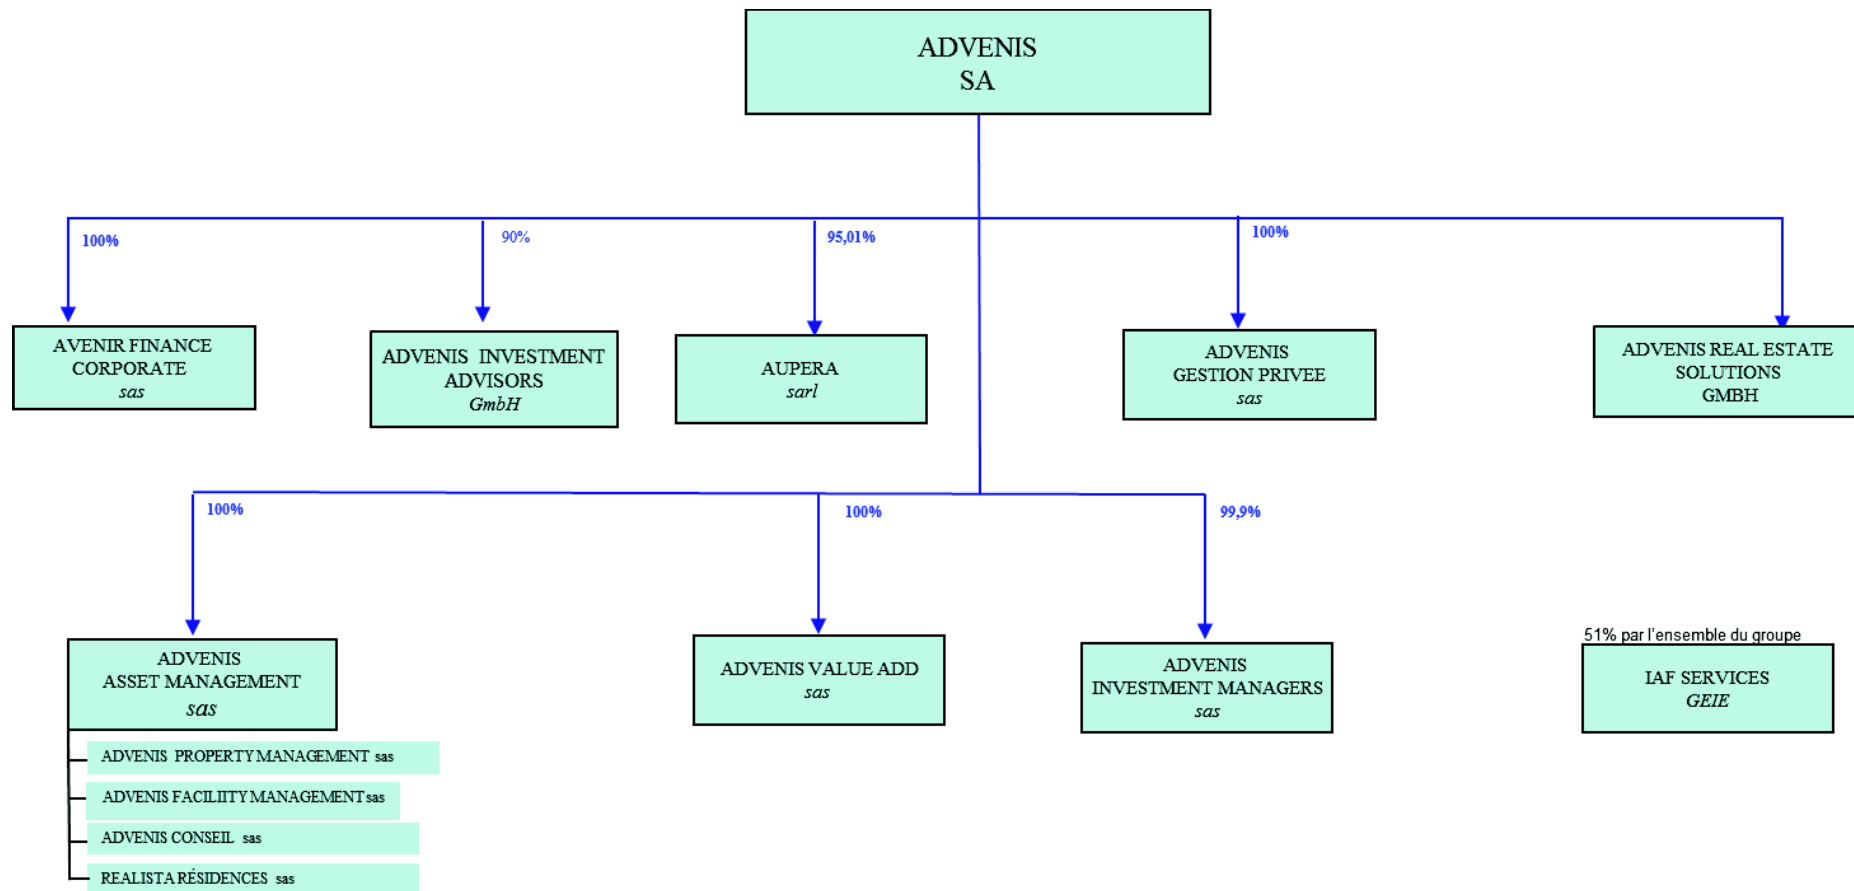 ADVENIS
SA
100%
90%
95,01%
100%
AVENIR FINANCE
CORPORATE
sas
ADVENIS INVESTMENT
ADVISORS
GmbH
AUPERA
sarl
ADVENIS
GESTION PRIVEE
sas
ADVENIS REAL ESTATE
SOLUTIONS
GMBH
100%
100%
99,9%
ADVENIS
ASSET MANAGEMENT
sas
ADVENIS VALUE ADD
sas
ADVENIS
INVESTMENT MANAGERS
sas
51% par l'ensemble du groupe
IAF SERVICES
GEIE
ADVENIS PROPERTY MANAGEMENT sas
ADVENIS FACILIITY MANAGEMENT sas
ADVENIS CONSEIL sas
REALISTA RÉSIDENCES sas